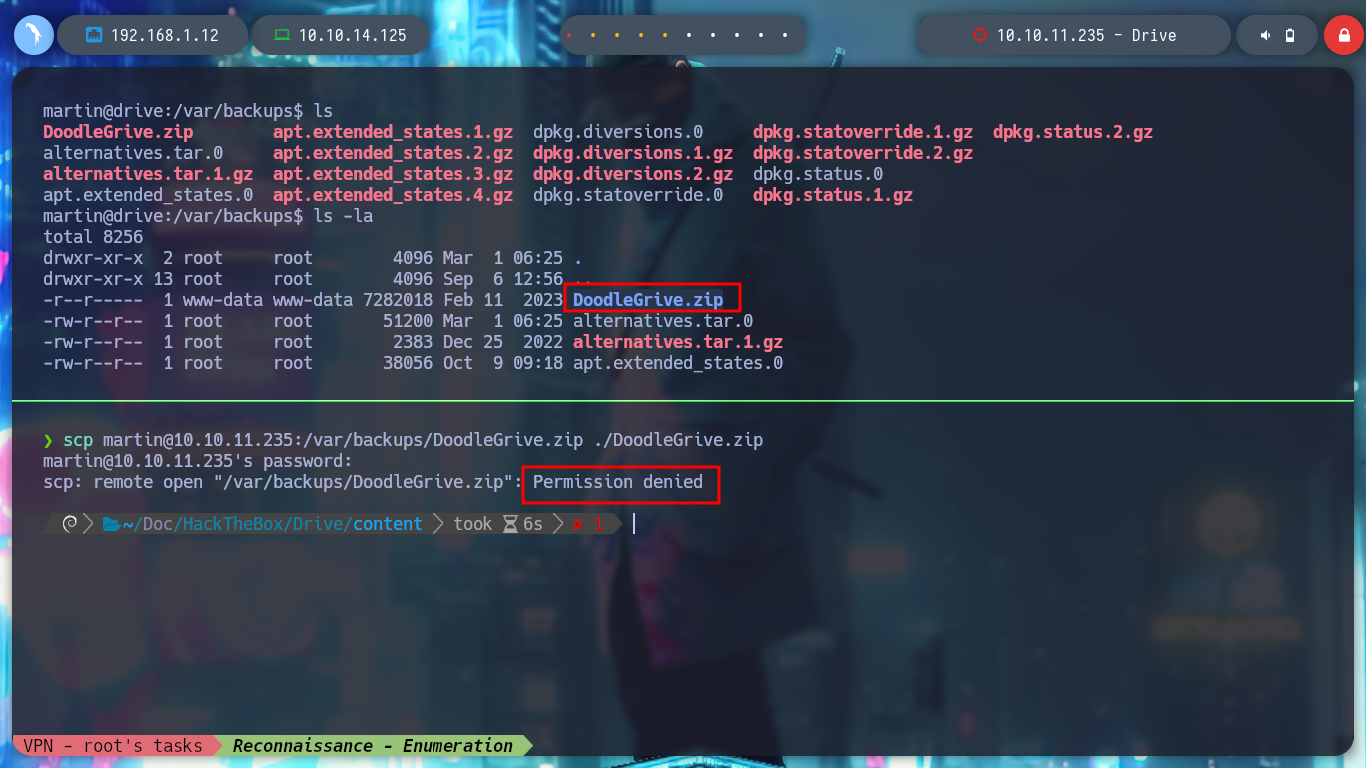 192.168.1.12 10.10.14.125 10.10.11.235 - Drive
martin@drive:/var/backups$ ls
DoodleGrive.zip apt.extended_states.1.gz dpkg.diversions.0 dpkg.statoverride.1.gz dpkg.status.2.gz
alternatives.tar.0 apt.extended_states.2.gz dpkg.diversions.1.gz dpkg.statoverride.2.gz
alternatives.tar.1.gz apt.extended_states.3.gz dpkg.diversions.2.gz dpkg.status.0
apt.extended_states.0 apt.extended_states.4.gz dpkg.statoverride.0 dpkg.status.1.gz
martin@drive:/var/backups$ ls -la
total 8256
drwxr-xr-x 2 root root 4096 Mar 1 06:25 .
drwxr-xr-x 13 root root 4096 Sep 6 12:56 ..
-r--r----- 1 www-data www-data 7282018 Feb 11 2023 DoodleGrive.zip
-rw-r--r-- 1 root root 51200 Mar 1 06:25 alternatives.tar.0
-rw-r--r-- 1 root root 2383 Dec 25 2022 alternatives.tar.1.gz
-rw-r--r-- 1 root root 38056 Oct 9 09:18 apt.extended_states.0
❯ scp martin@10.10.11.235:/var/backups/DoodleGrive.zip ./DoodleGrive.zip
martin@10.10.11.235's password:
scp: remote open "/var/backups/DoodleGrive.zip": Permission denied
~/Doc/HackTheBox/Drive/content took 6s ✘ 1
VPN - root's tasks Reconnaissance - Enumeration